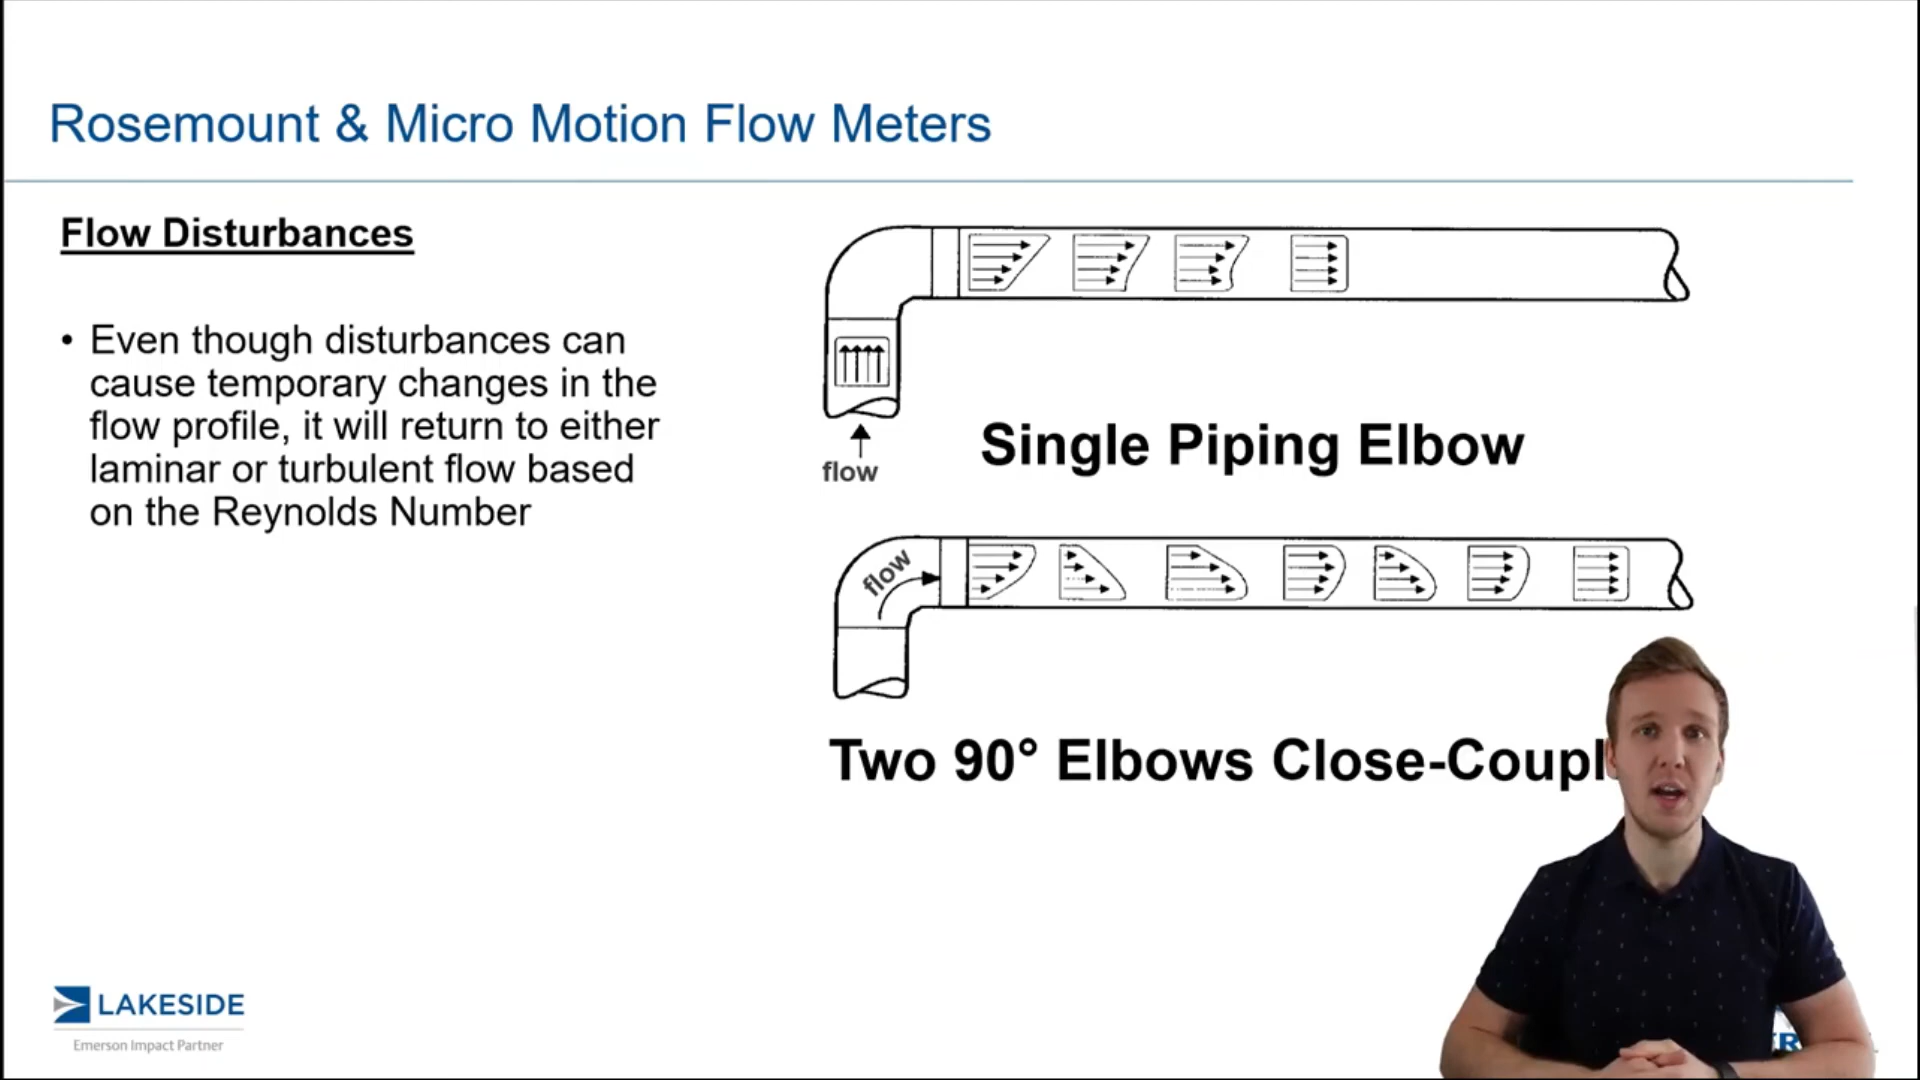 Rosemount & Micro Motion Flow Meters
Flow Disturbances
• Even though disturbances can
cause temporary changes in the
flow profile, it will return to either
laminar or turbulent flow based
on the Reynolds Number
flow
Single Piping Elbow
flow
Two 90° Elbows Close-Coupl
LAKESIDE
Emerson Impact Partner